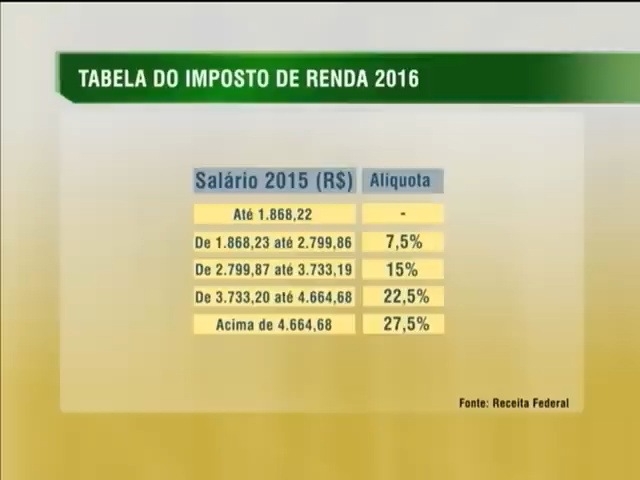 TABELA DO IMPOSTO DE RENDA 2016
Salário 2015 (R$) Alíquota
Até 1.868,22 -
De 1.868,23 até 2.799,86 7,5%
De 2.799,87 até 3.733,19 15%
De 3.733,20 até 4.664,68 22,5%
Acima de 4.664,68 27,5%
Fonte: Receita Federal